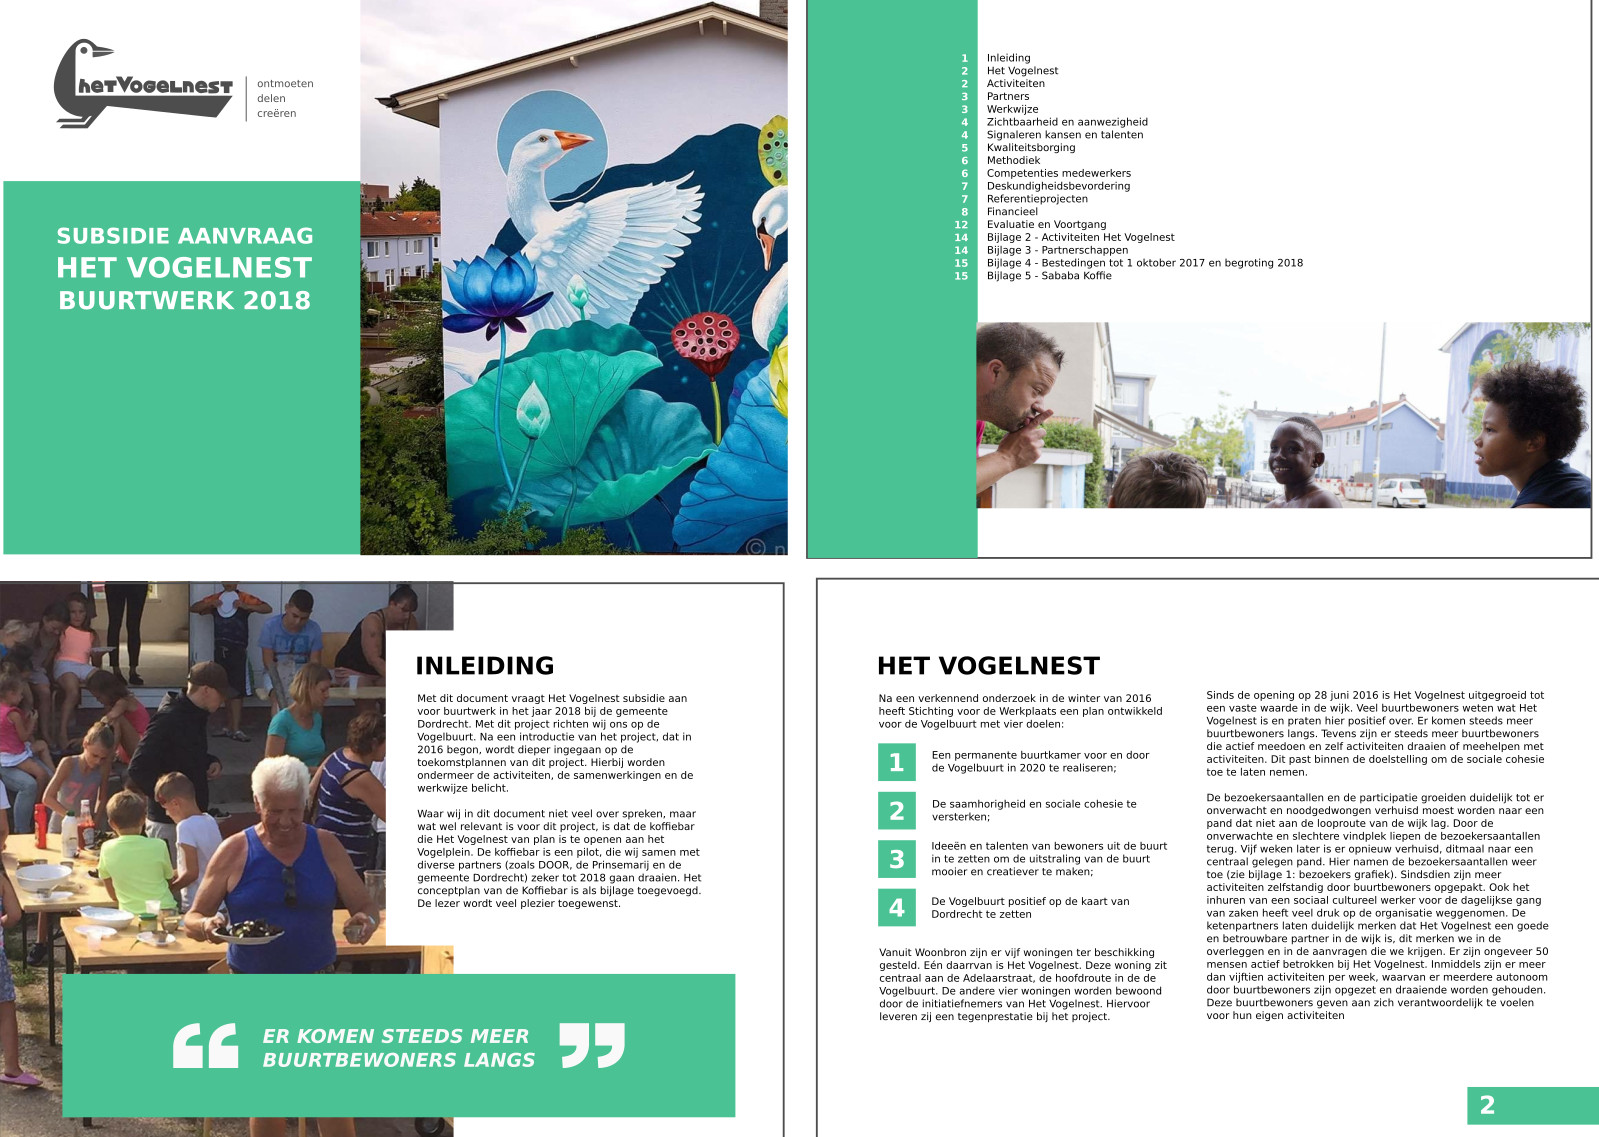 hetVogelnest
ontmoeten
delen
creëren
SUBSIDIE AANVRAAG
HET VOGELNEST
BUURTWERK 2018
© n
1 Inleiding
2 Het Vogelnest
2 Activiteiten
3 Partners
3 Werkwijze
4 Zichtbaarheid en aanwezigheid
4 Signaleren kansen en talenten
5 Kwaliteitsborging
6 Methodiek
6 Competenties medewerkers
7 Deskundigheidsbevordering
7 Referentieprojecten
8 Financieel
12 Evaluatie en Voortgang
14 Bijlage 2 - Activiteiten Het Vogelnest
14 Bijlage 3 - Partnerschappen
15 Bijlage 4 - Bestedingen tot 1 oktober 2017 en begroting 2018
15 Bijlage 5 - Sababa Koffie
INLEIDING
Met dit document vraagt Het Vogelnest subsidie aan
voor buurtwerk in het jaar 2018 bij de gemeente
Dordrecht. Met dit project richten wij ons op de
Vogelbuurt. Na een introductie van het project, dat in
2016 begon, wordt dieper ingegaan op de
toekomstplannen van dit project. Hierbij worden
ondermeer de activiteiten, de samenwerkingen en de
werkwijze belicht.
Waar wij in dit document niet veel over spreken, maar
wat wel relevant is voor dit project, is dat de koffiebar
die Het Vogelnest van plan is te openen aan het
Vogelplein. De koffiebar is een pilot, die wij samen met
diverse partners (zoals DOOR, de Prinsemarij en de
gemeente Dordrecht) zeker tot 2018 gaan draaien. Het
conceptplan van de Koffiebar is als bijlage toegevoegd.
De lezer wordt veel plezier toegewenst.
“ ER KOMEN STEEDS MEER
BUURTBEWONERS LANGS ”
HET VOGELNEST
Na een verkennend onderzoek in de winter van 2016
heeft Stichting voor de Werkplaats een plan ontwikkeld
voor de Vogelbuurt met vier doelen:
1 Een permanente buurtkamer voor en door
de Vogelbuurt in 2020 te realiseren;
2 De saamhorigheid en sociale cohesie te
versterken;
3 Ideeën en talenten van bewoners uit de buurt
in te zetten om de uitstraling van de buurt
mooier en creatiever te maken;
4 De Vogelbuurt positief op de kaart van
Dordrecht te zetten
Vanuit Woonbron zijn er vijf woningen ter beschikking
gesteld. Eén daarrvan is Het Vogelnest. Deze woning zit
centraal aan de Adelaarstraat, de hoofdroute in de de
Vogelbuurt. De andere vier woningen worden bewoond
door de initiatiefnemers van Het Vogelnest. Hiervoor
leveren zij een tegenprestatie bij het project.
Sinds de opening op 28 juni 2016 is Het Vogelnest uitgegroeid tot
een vaste waarde in de wijk. Veel buurtbewoners weten wat Het
Vogelnest is en praten hier positief over. Er komen steeds meer
buurtbewoners langs. Tevens zijn er steeds meer buurtbewoners
die actief meedoen en zelf activiteiten draaien of meehelpen met
activiteiten. Dit past binnen de doelstelling om de sociale cohesie
toe te laten nemen.
De bezoekersaantallen en de participatie groeiden duidelijk tot er
onverwacht en noodgedwongen verhuisd moest worden naar een
pand dat niet aan de looproute van de wijk lag. Door de
onverwachte en slechtere vindplek liepen de bezoekersaantallen
terug. Vijf weken later is er opnieuw verhuisd, ditmaal naar een
centraal gelegen pand. Hier namen de bezoekersaantallen weer
toe (zie bijlage 1: bezoekers grafiek). Sindsdien zijn meer
activiteiten zelfstandig door buurtbewoners opgepakt. Ook het
inhuren van een sociaal cultureel werker voor de dagelijkse gang
van zaken heeft veel druk op de organisatie weggenomen. De
ketenpartners laten duidelijk merken dat Het Vogelnest een goede
en betrouwbare partner in de wijk is, dit merken we in de
overleggen en in de aanvragen die we krijgen. Er zijn ongeveer 50
mensen actief betrokken bij Het Vogelnest. Inmiddels zijn er meer
dan vijftien activiteiten per week, waarvan er meerdere autonoom
door buurtbewoners zijn opgezet en draaiende worden gehouden.
Deze buurtbewoners geven aan zich verantwoordelijk te voelen
voor hun eigen activiteiten
2